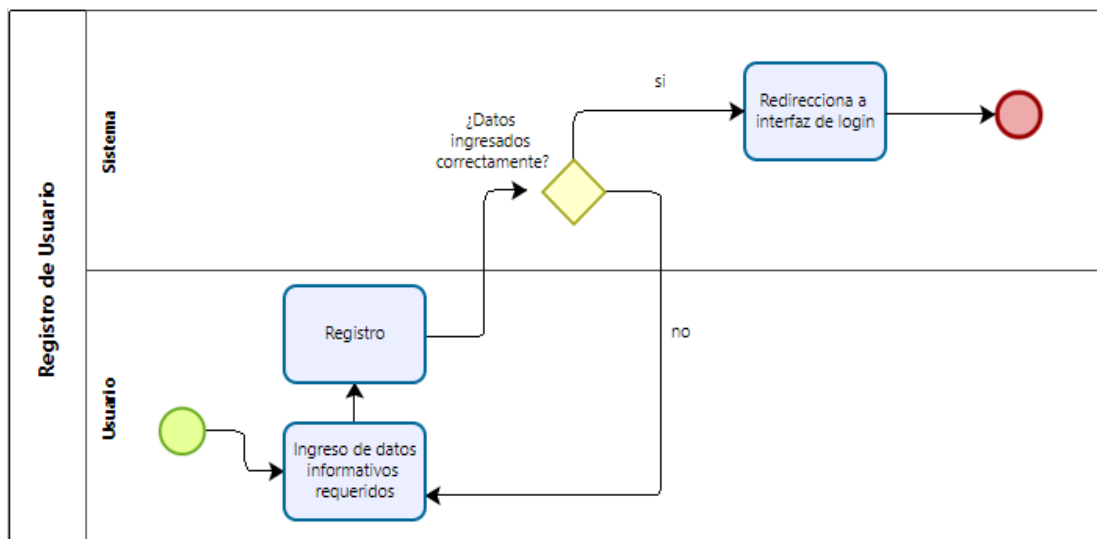 Registro de Usuario
Sistema
¿Datos
ingresados
correctamente?
si
Redirecciona a
interfaz de login
Usuario
Registro
no
Ingreso de datos
informativos
requeridos